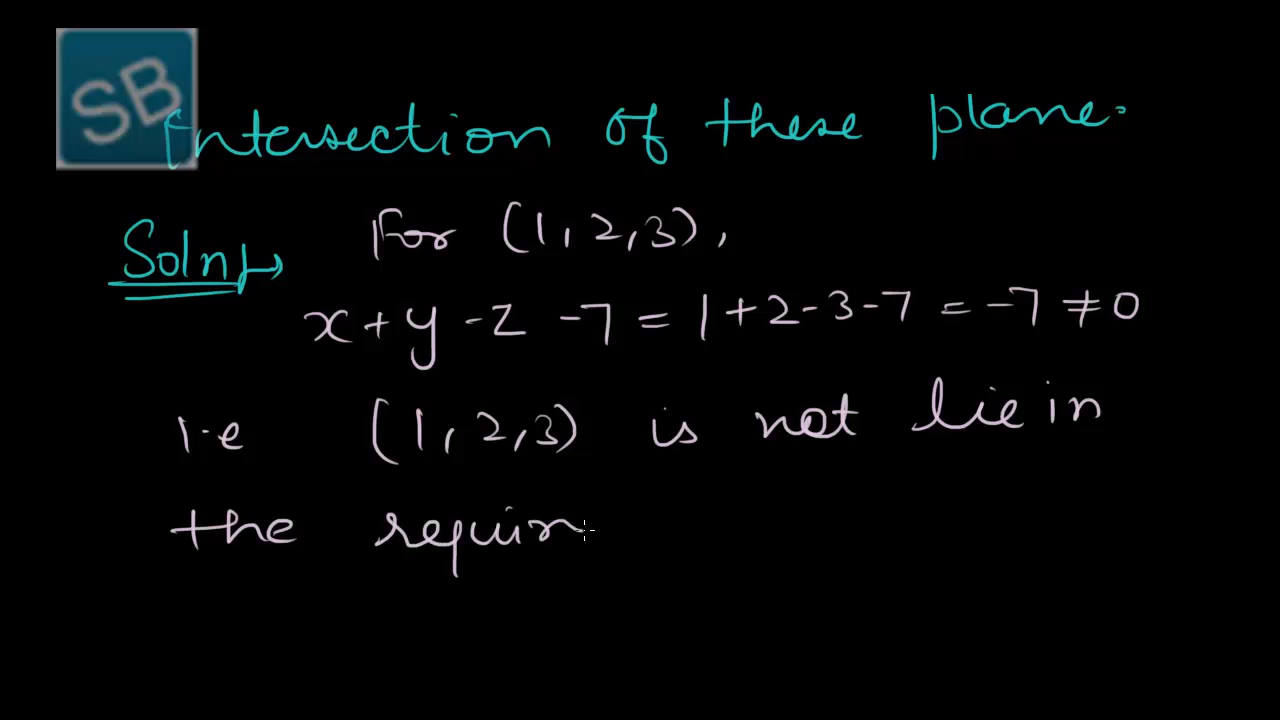 SB
Intersection of these plane.
Soln→ For (1,2,3),
x+y-z-7=1+2-3-7=-7≠0
i.e (1,2,3) is not lie in
the requir